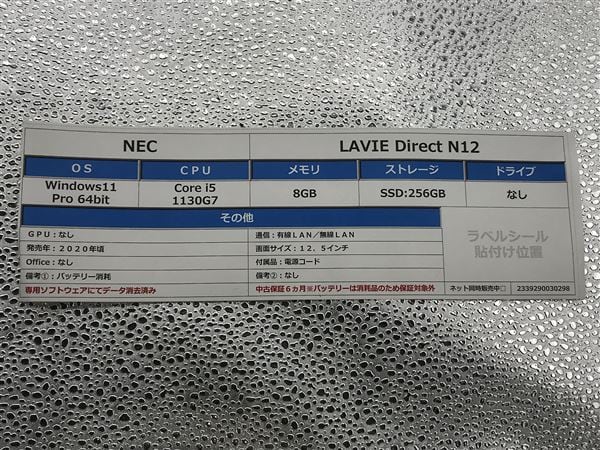 NEC LAVIE Direct N12
OS CPU メモリ ストレージ ドライブ
Windows11 Pro 64bit Core i5 1130G7 8GB SSD:256GB なし
その他
ラベルシール
貼付け位置
GPU:なし 通信:有線LAN/無線LAN
発売年:2020年頃 画面サイズ:12.5インチ
Office:なし 付属品:電源コード
備考①:バッテリー消耗 備考②:なし
専用ソフトウェアにてデータ消去済み 中古保証6ヵ月※バッテリーは消耗品のため保証対象外 ネット同時販売中□ 2339290030298